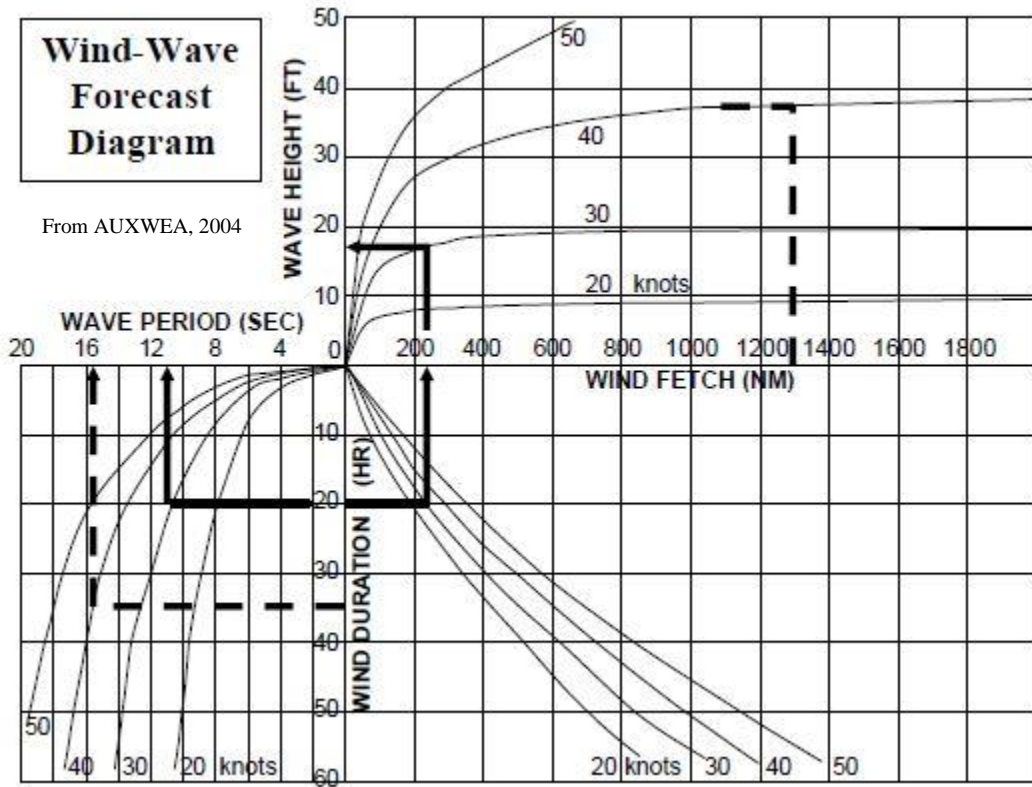 Wind-Wave
Forecast
Diagram
From AUXWEA, 2004
WAVE HEIGHT (FT)
50
40
30
20
10
50
40
30
20 knots
WAVE PERIOD (SEC)
20 16 12 8 4 0 200 400 600 800 1000 1200 1400 1600 1800
WIND FETCH (NM)
WIND DURATION (HR)
10
20
30
40
50
60
50
40
30
20 knots
20 knots
30
40
50